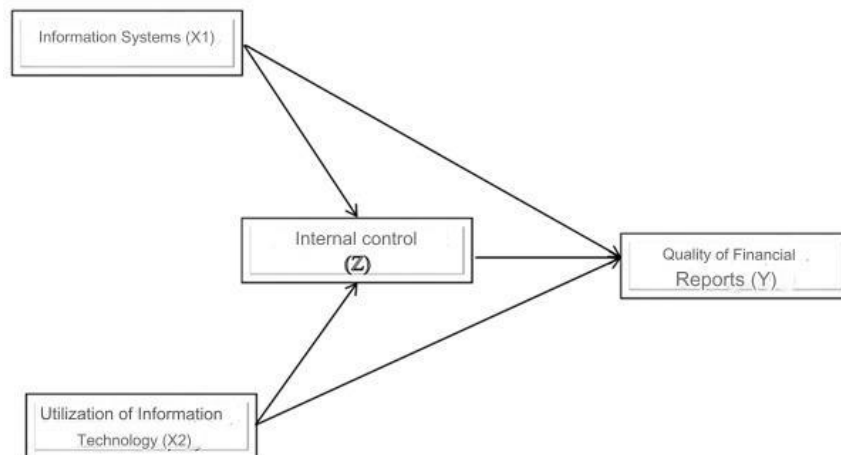 Information Systems (X1)
Internal control
(Z)
Quality of Financial
Reports (Y)
Utilization of Information
Technology (X2)